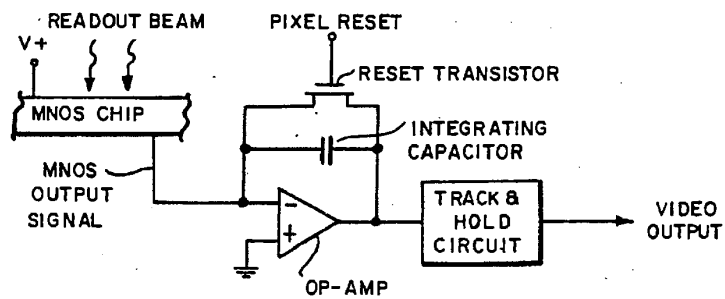 READOUT BEAM
V+
MNOS CHIP
MNOS
OUTPUT
SIGNAL
PIXEL RESET
RESET TRANSISTOR
INTEGRATING
CAPACITOR
-
+
OP-AMP
TRACK &
HOLD
CIRCUIT
VIDEO
OUTPUT